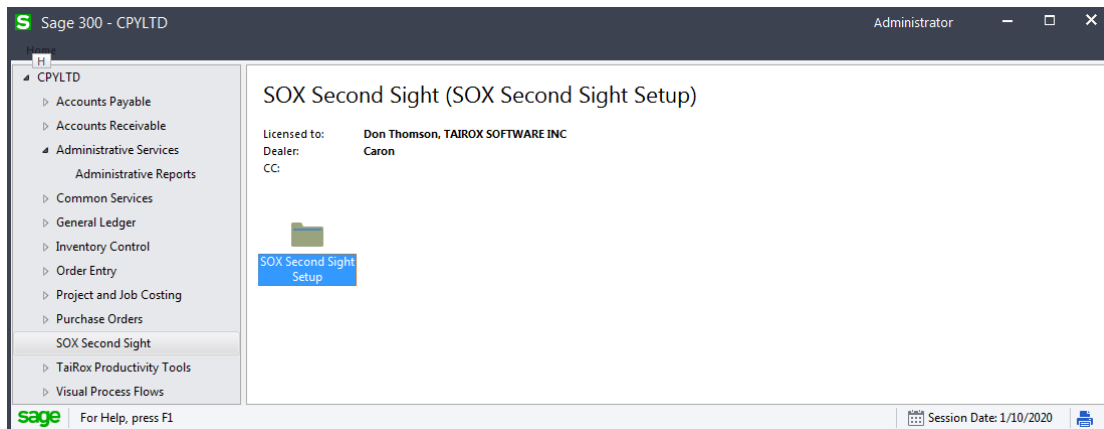 S Sage 300 - CPYLTD
Administrator
Home
H
CPYLTD
Accounts Payable
Accounts Receivable
Administrative Services
Administrative Reports
Common Services
General Ledger
Inventory Control
Order Entry
Project and Job Costing
Purchase Orders
SOX Second Sight
TaiRox Productivity Tools
Visual Process Flows
SOX Second Sight (SOX Second Sight Setup)
Licensed to: Don Thomson, TAIROX SOFTWARE INC
Dealer: Caron
CC:
SOX Second Sight
Setup
sage For Help, press F1
Session Date: 1/10/2020